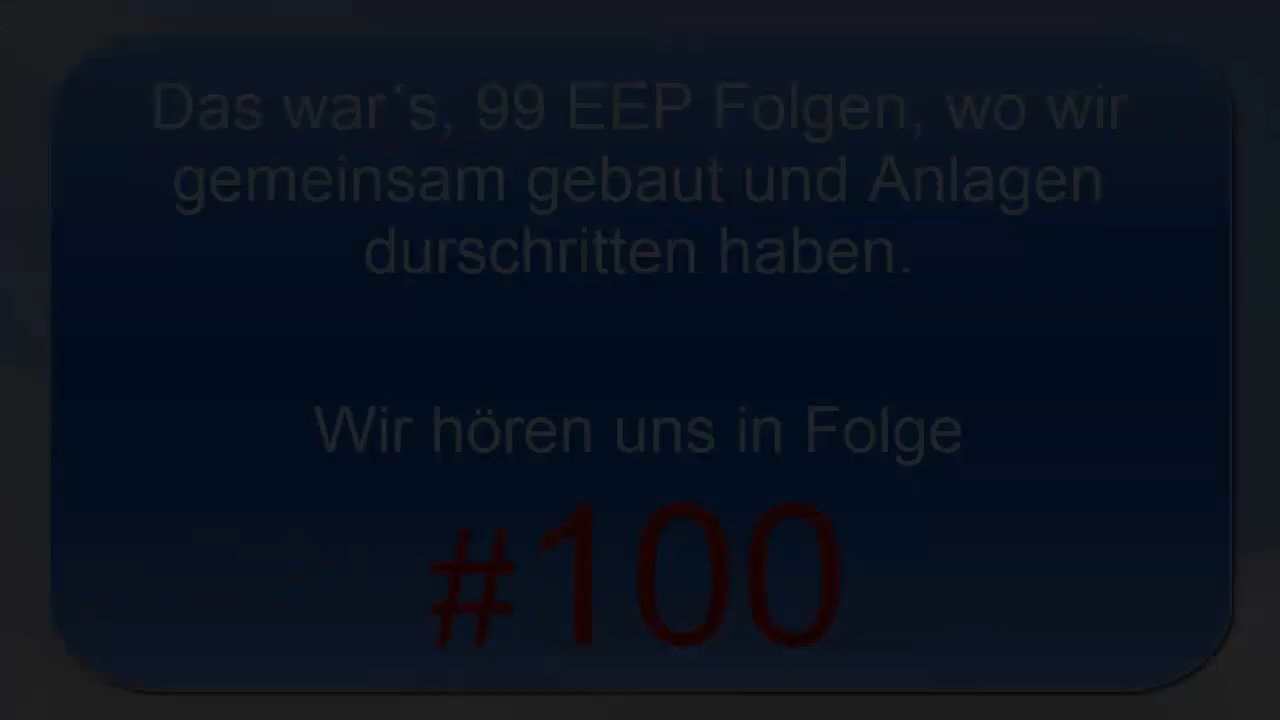 Das war´s, 99 EEP Folgen, wo wir
gemeinsam gebaut und Anlagen
durschritten haben.
Wir hören uns in Folge
#100